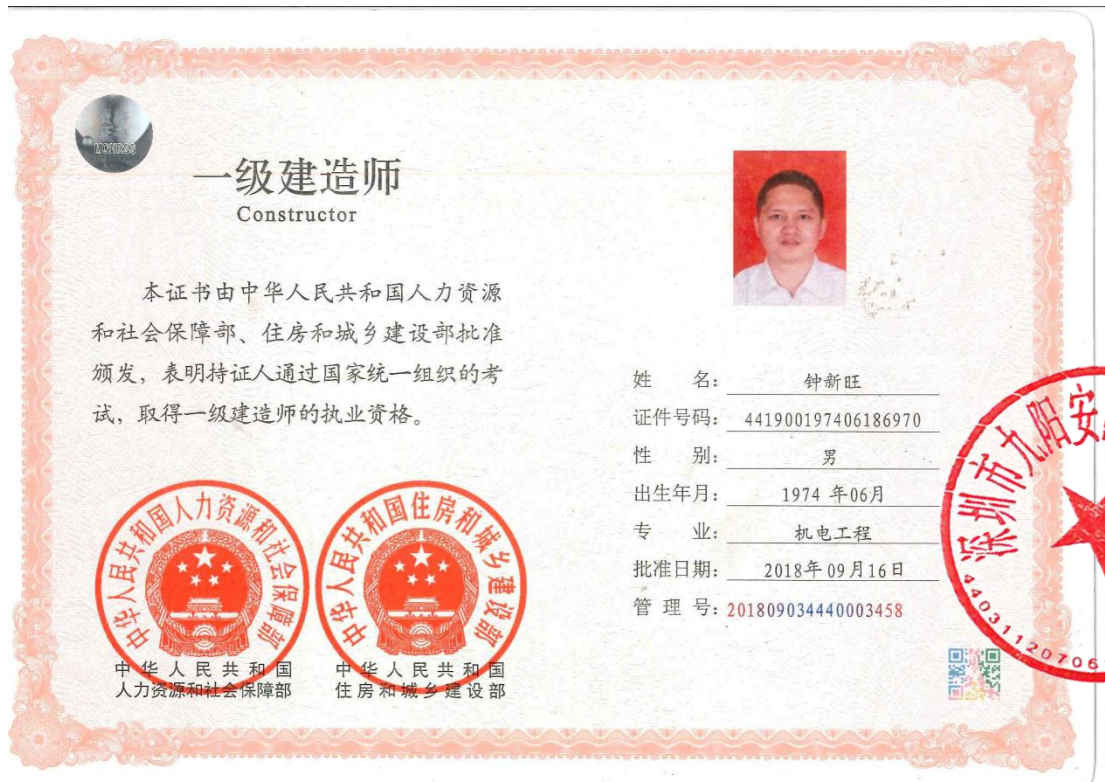 MOHRSS
一级建造师
Constructor
本证书由中华人民共和国人力资源
和社会保障部、住房和城乡建设部批准
颁发，表明持证人通过国家统一组织的考
试，取得一级建造师的执业资格。
中华人民共和国人力资源和社会保障部
中华人民共和国
人力资源和社会保障部
中华人民共和国住房和城乡建设部
中华人民共和国
住房和城乡建设部
姓 名： 钟新旺
证件号码： 441900197406186970
性 别： 男
出生年月： 1974 年06月
专 业： 机电工程
批准日期： 2018年09月16日
管 理 号：201809034440003458
深圳市九阳安
44031120706